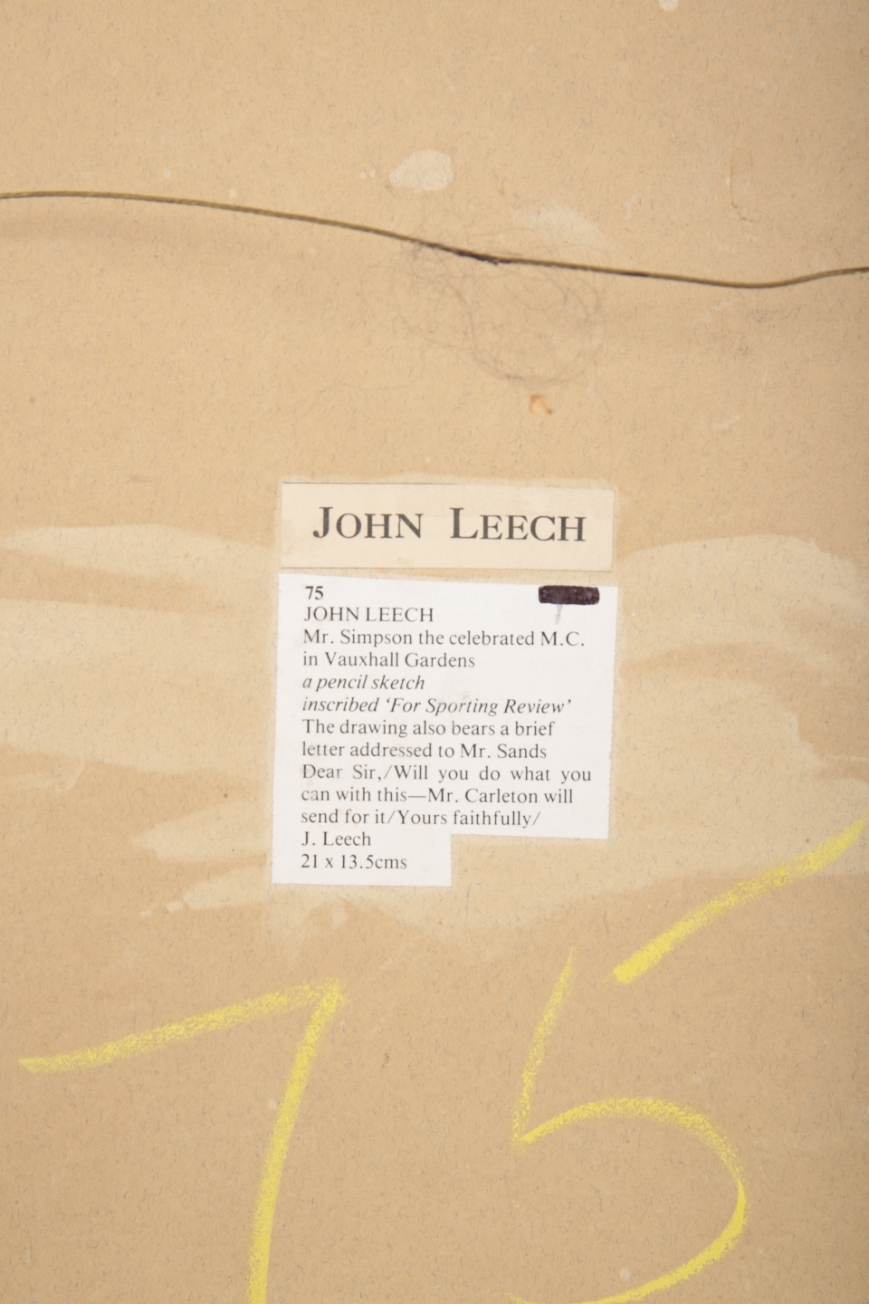 JOHN LEECH
75
JOHN LEECH
Mr. Simpson the celebrated M.C.
in Vauxhall Gardens
a pencil sketch
inscribed ‘For Sporting Review’
The drawing also bears a brief
letter addressed to Mr. Sands
Dear Sir,/Will you do what you
can with this—Mr. Carleton will
send for it/Yours faithfully/
J. Leech
21 x 13.5cms
75